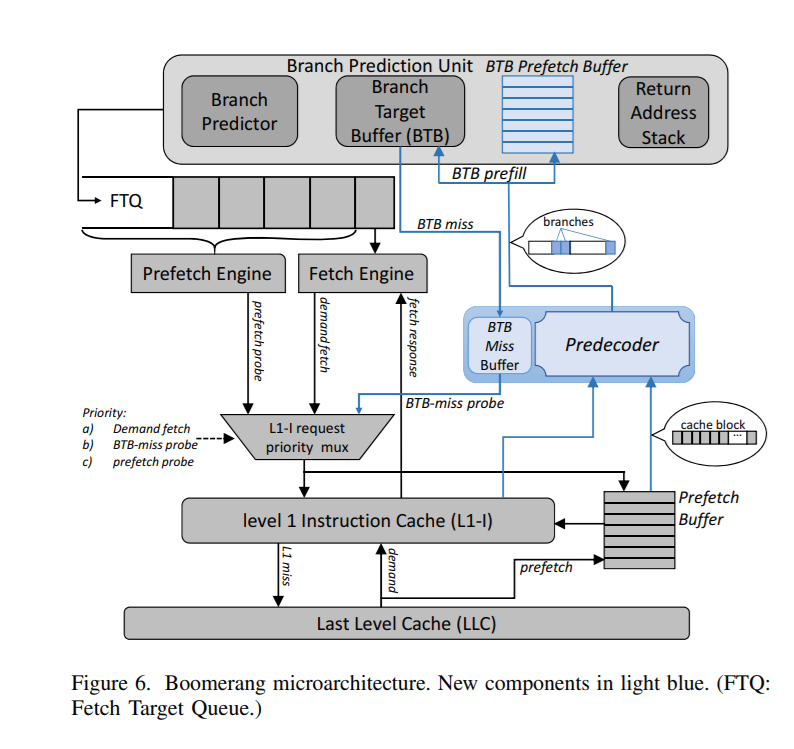 Branch Prediction Unit
BTB Prefetch Buffer
Branch
Predictor
Branch
Target
Buffer (BTB)
Return
Address
Stack
BTB prefill
FTQ
BTB miss
branches
Prefetch Engine
Fetch Engine
prefetch probe
demand fetch
fetch response
BTB
Miss
Buffer
Predecoder
BTB-miss probe
Priority:
a) Demand fetch
b) BTB-miss probe
c) prefetch probe
L1-I request
priority mux
cache block
...
level 1 Instruction Cache (L1-I)
Prefetch
Buffer
L1 miss
demand
prefetch
Last Level Cache (LLC)
Figure 6. Boomerang microarchitecture. New components in light blue. (FTQ:
Fetch Target Queue.)